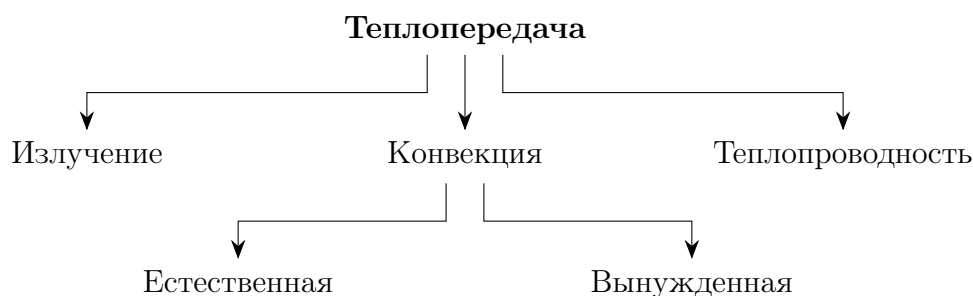 Теплопередача
Излучение Конвекция Теплопроводность
Естественная Вынужденная